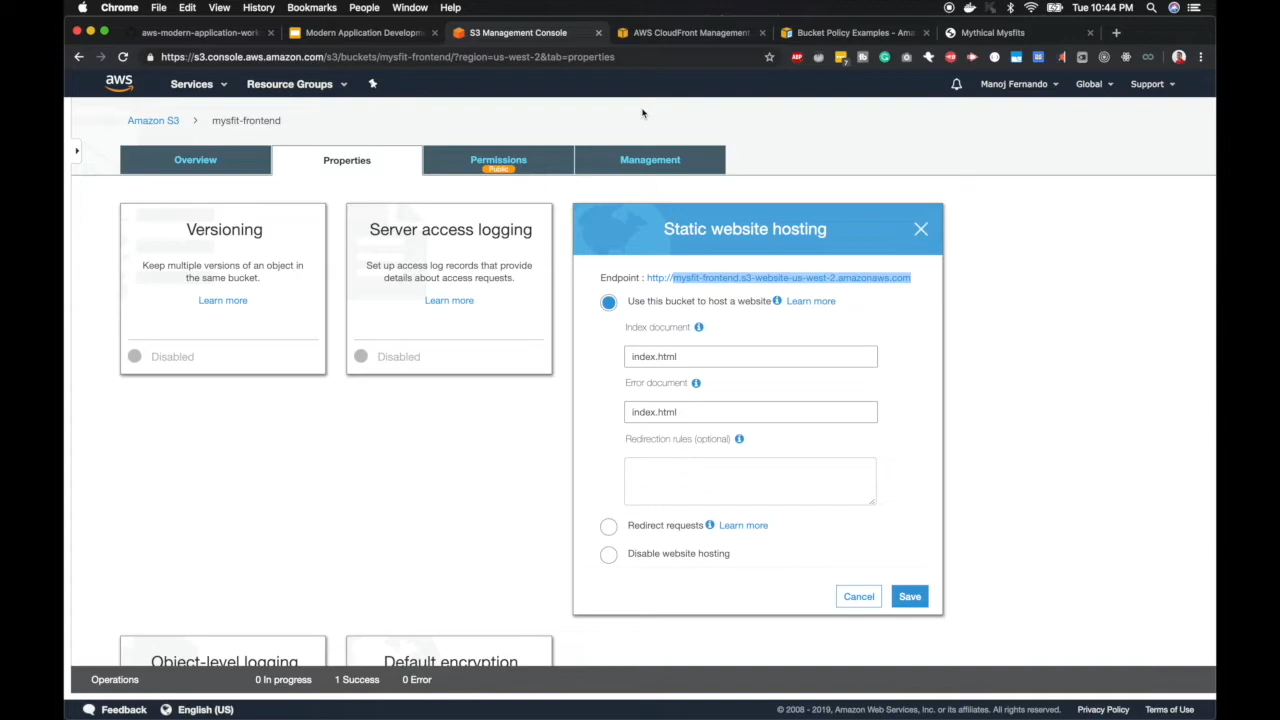 Chrome File Edit View History Bookmarks People Window Help Tue 10:44 PM
aws-modern-application-work Modern Application Developme S3 Management Console AWS CloudFront Management Bucket Policy Examples - Ama Mythical Mysfits
https://s3.console.aws.amazon.com/s3/buckets/mysfit-frontend/?region=us-west-2&tab=properties
aws Services Resource Groups Manoj Fernando Global Support
Amazon S3 > mysfit-frontend
Overview Properties Permissions Management
Public
Versioning
Keep multiple versions of an object in
the same bucket.
Learn more
Disabled
Server access logging
Set up access log records that provide
details about access requests.
Learn more
Disabled
Static website hosting
Endpoint : http://mysfit-frontend.s3-website-us-west-2.amazonaws.com
Use this bucket to host a website Learn more
Index document
index.html
Error document
index.html
Redirection rules (optional)
Redirect requests Learn more
Disable website hosting
Cancel Save
Object-level logging Default encryption
Operations 0 In progress 1 Success 0 Error
Feedback English (US) © 2008 - 2019, Amazon Web Services, Inc. or its affiliates. All rights reserved. Privacy Policy Terms of Use